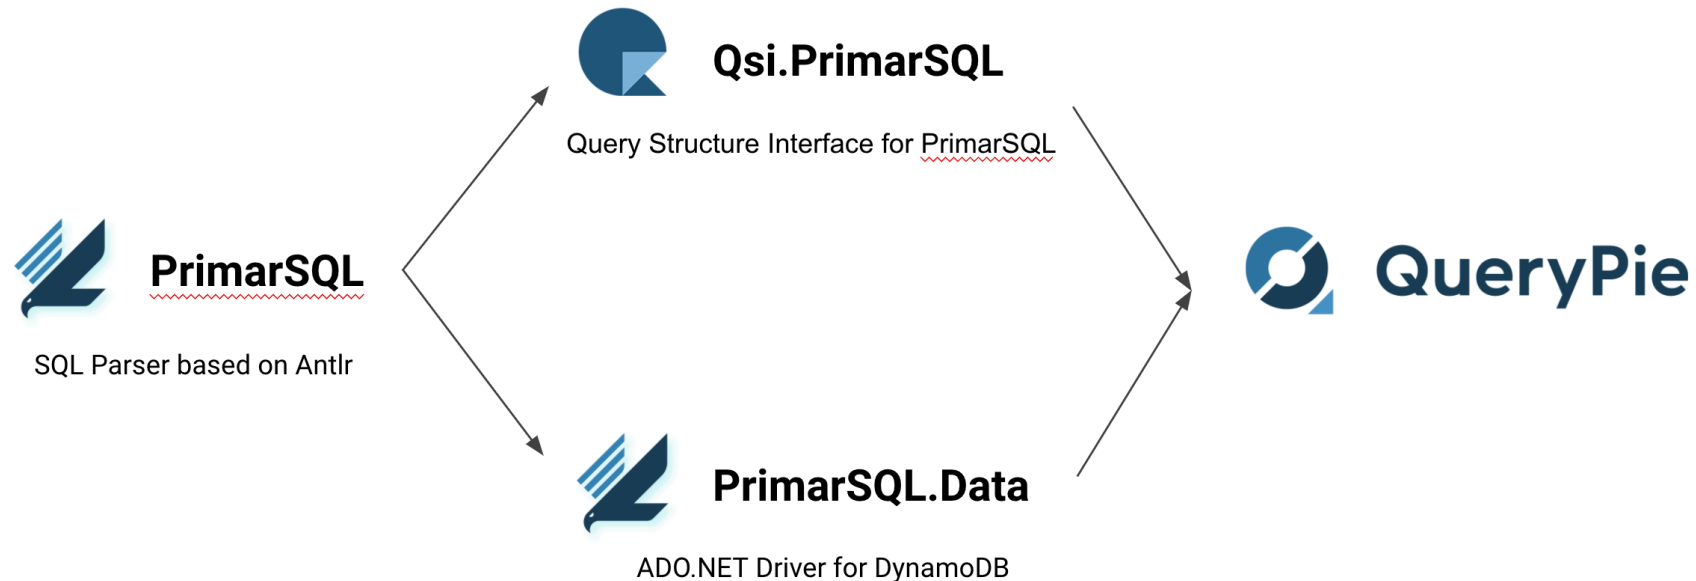 Qsi.PrimarSQL
Query Structure Interface for PrimarSQL
PrimarSQL
SQL Parser based on Antlr
QueryPie
PrimarSQL.Data
ADO.NET Driver for DynamoDB